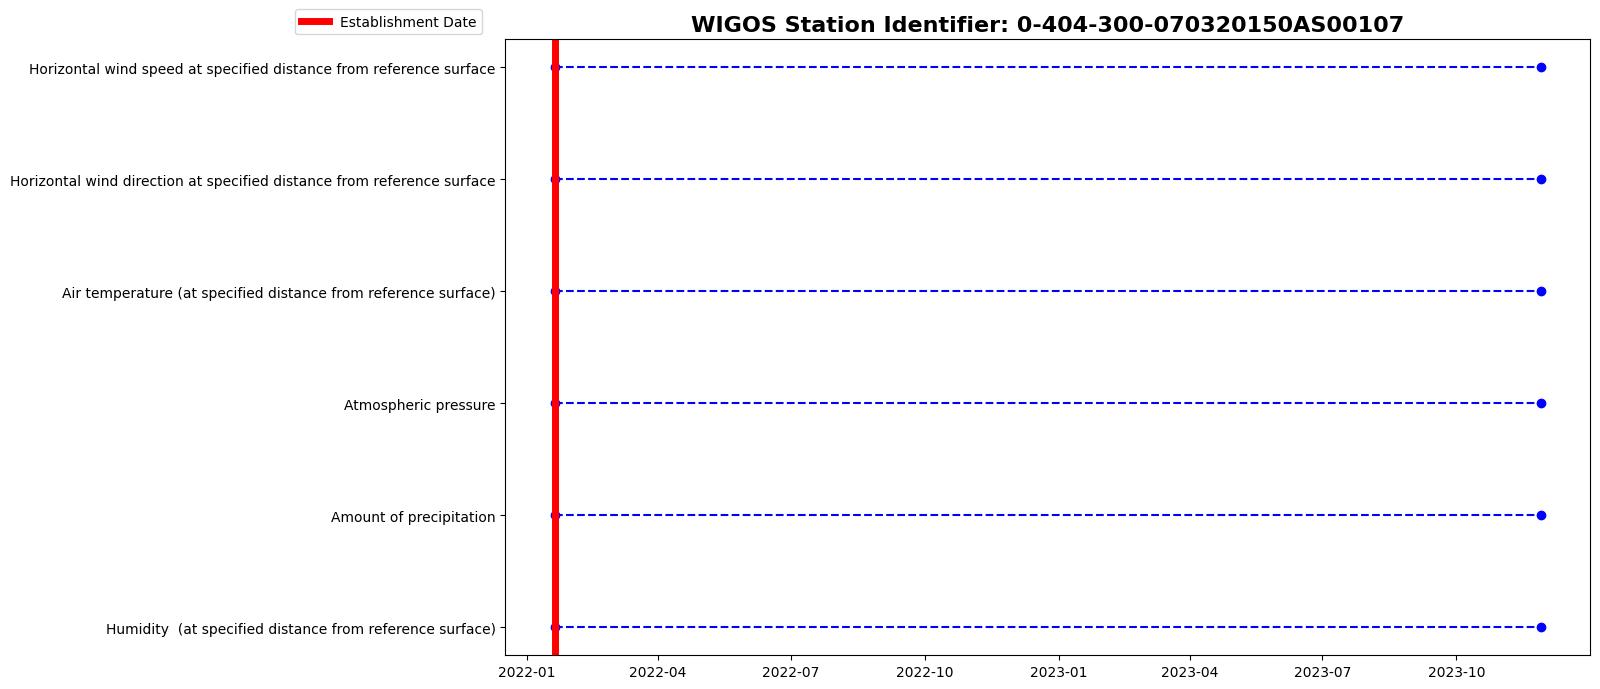 Establishment Date
WIGOS Station Identifier: 0-404-300-070320150AS00107
Horizontal wind speed at specified distance from reference surface
Horizontal wind direction at specified distance from reference surface
Air temperature (at specified distance from reference surface)
Atmospheric pressure
Amount of precipitation
Humidity  (at specified distance from reference surface)
2022-01 2022-04 2022-07 2022-10 2023-01 2023-04 2023-07 2023-10